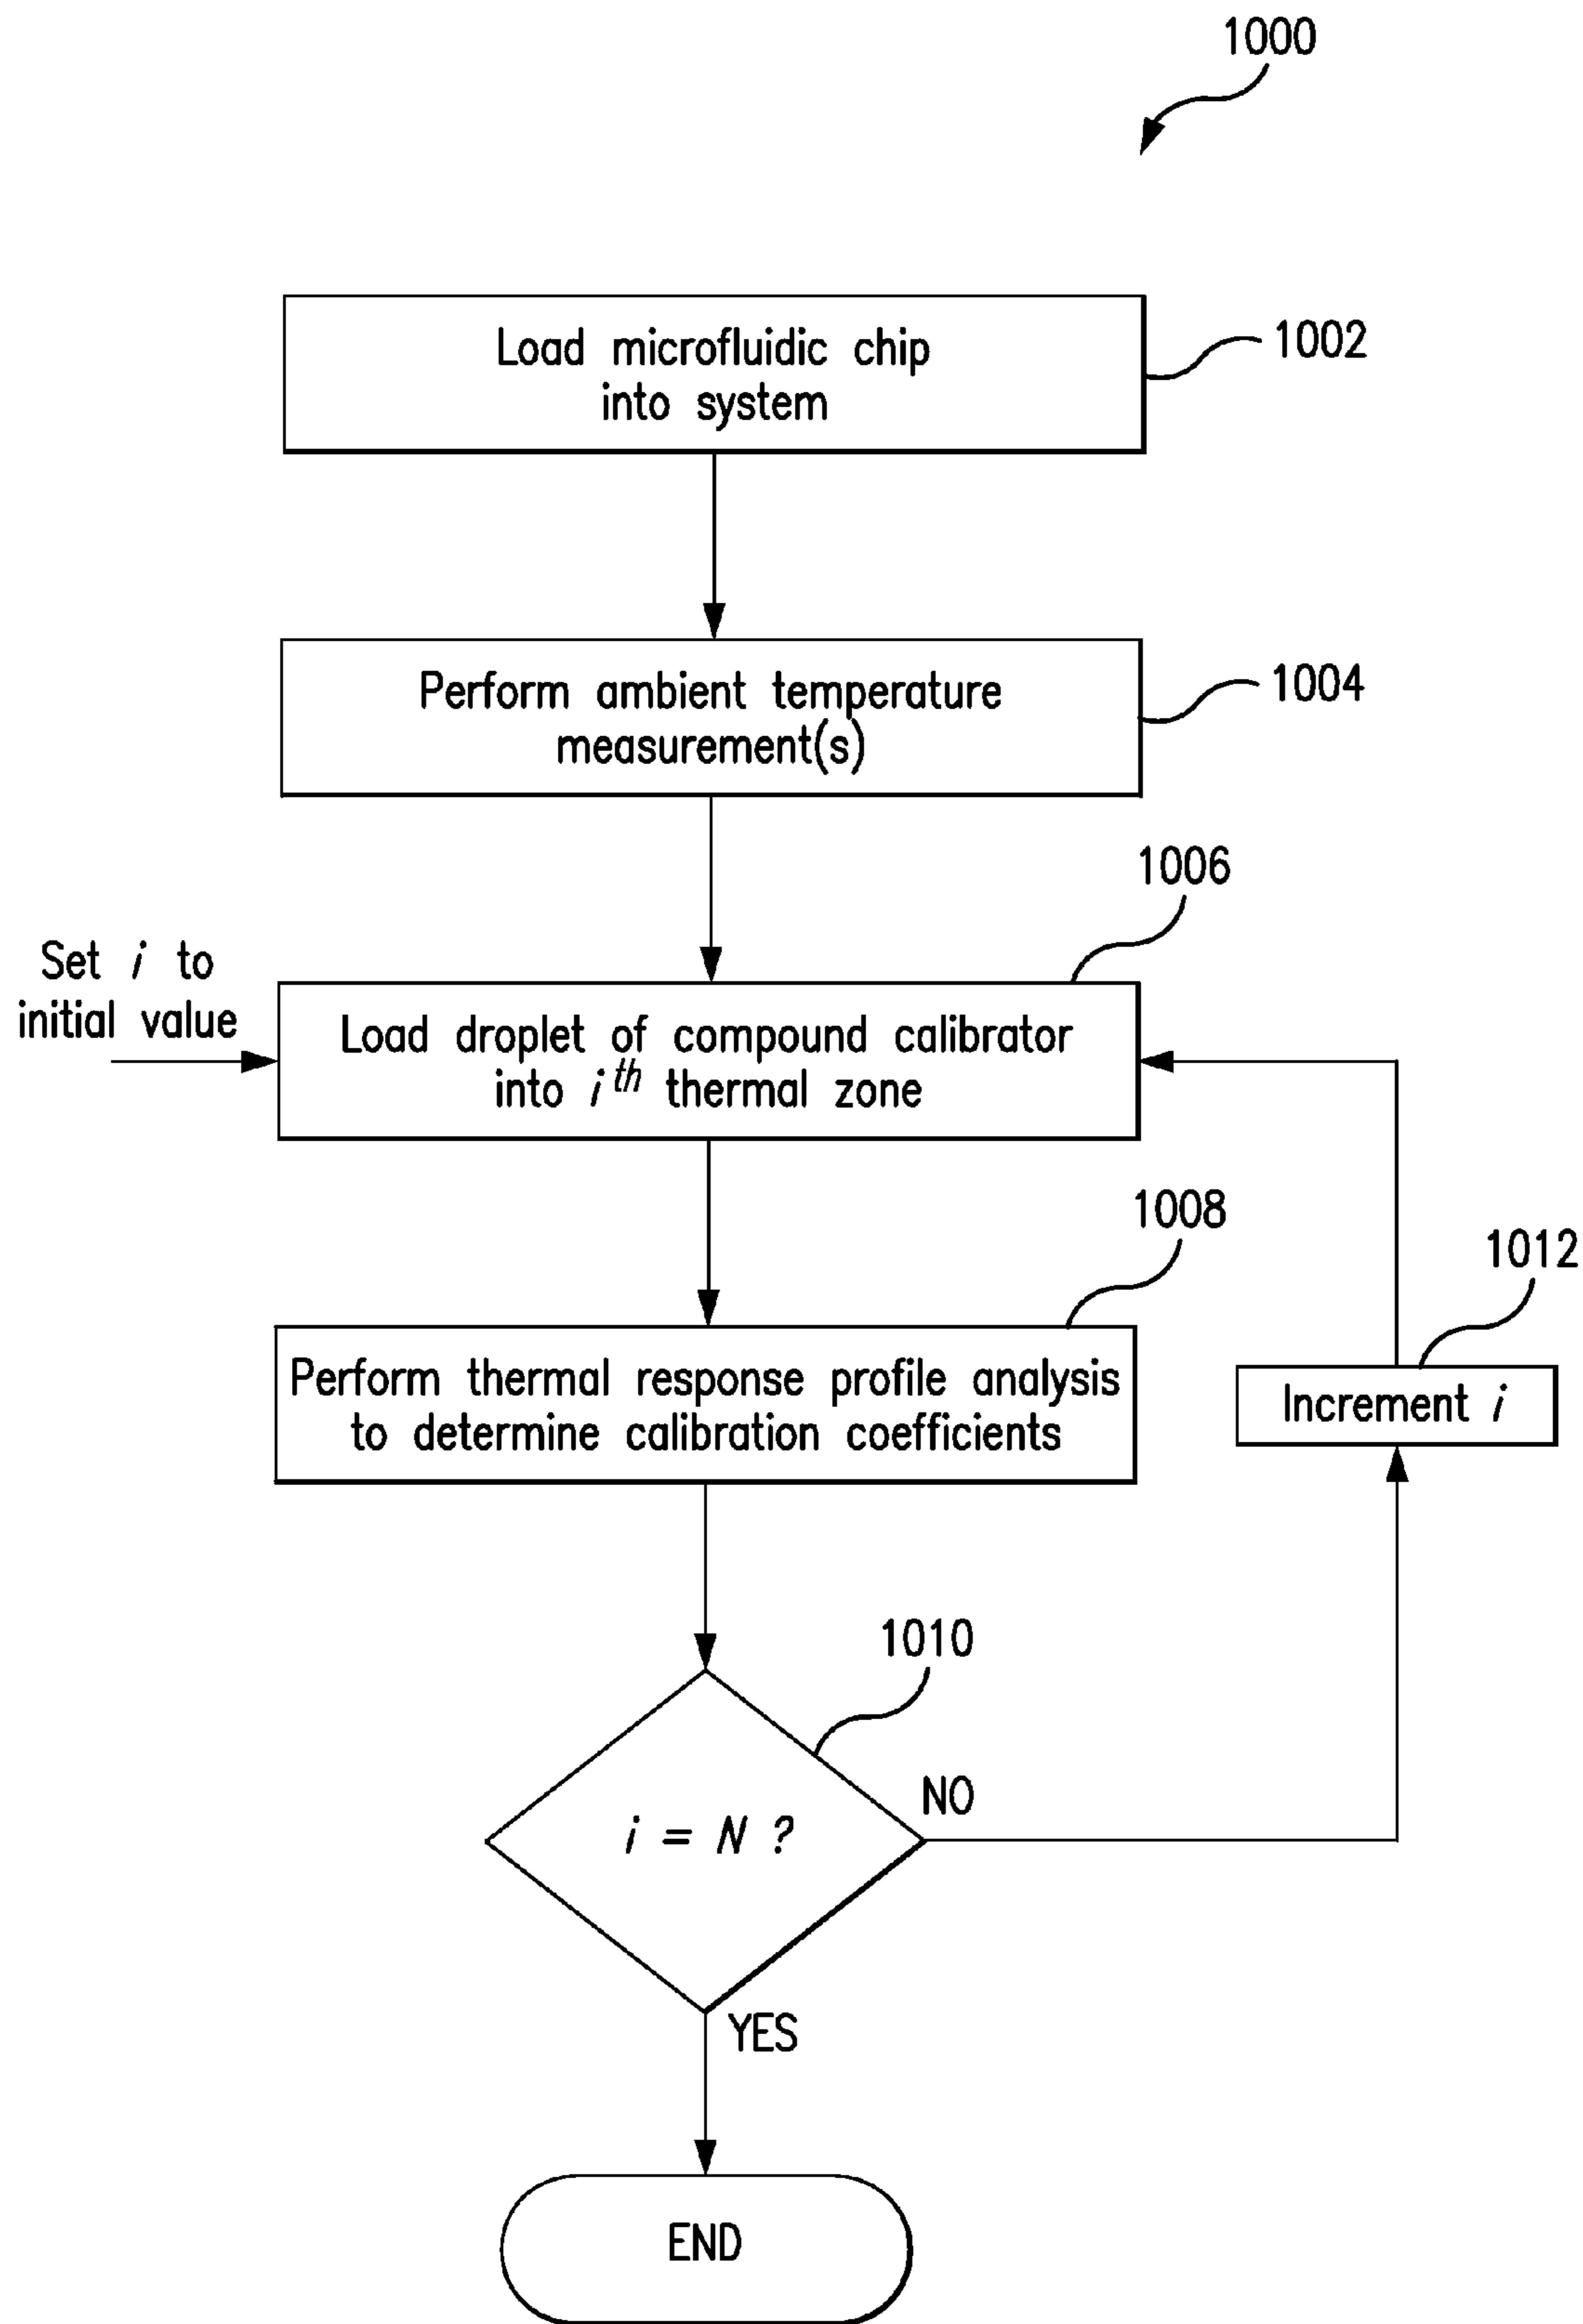 1000
Load microfluidic chip
into system
1002
Perform ambient temperature
measurement(s)
1004
1006
Set i to
initial value
Load droplet of compound calibrator
into i th thermal zone
1008
Perform thermal response profile analysis
to determine calibration coefficients
1012
Increment i
1010
i = N ?
NO
YES
END